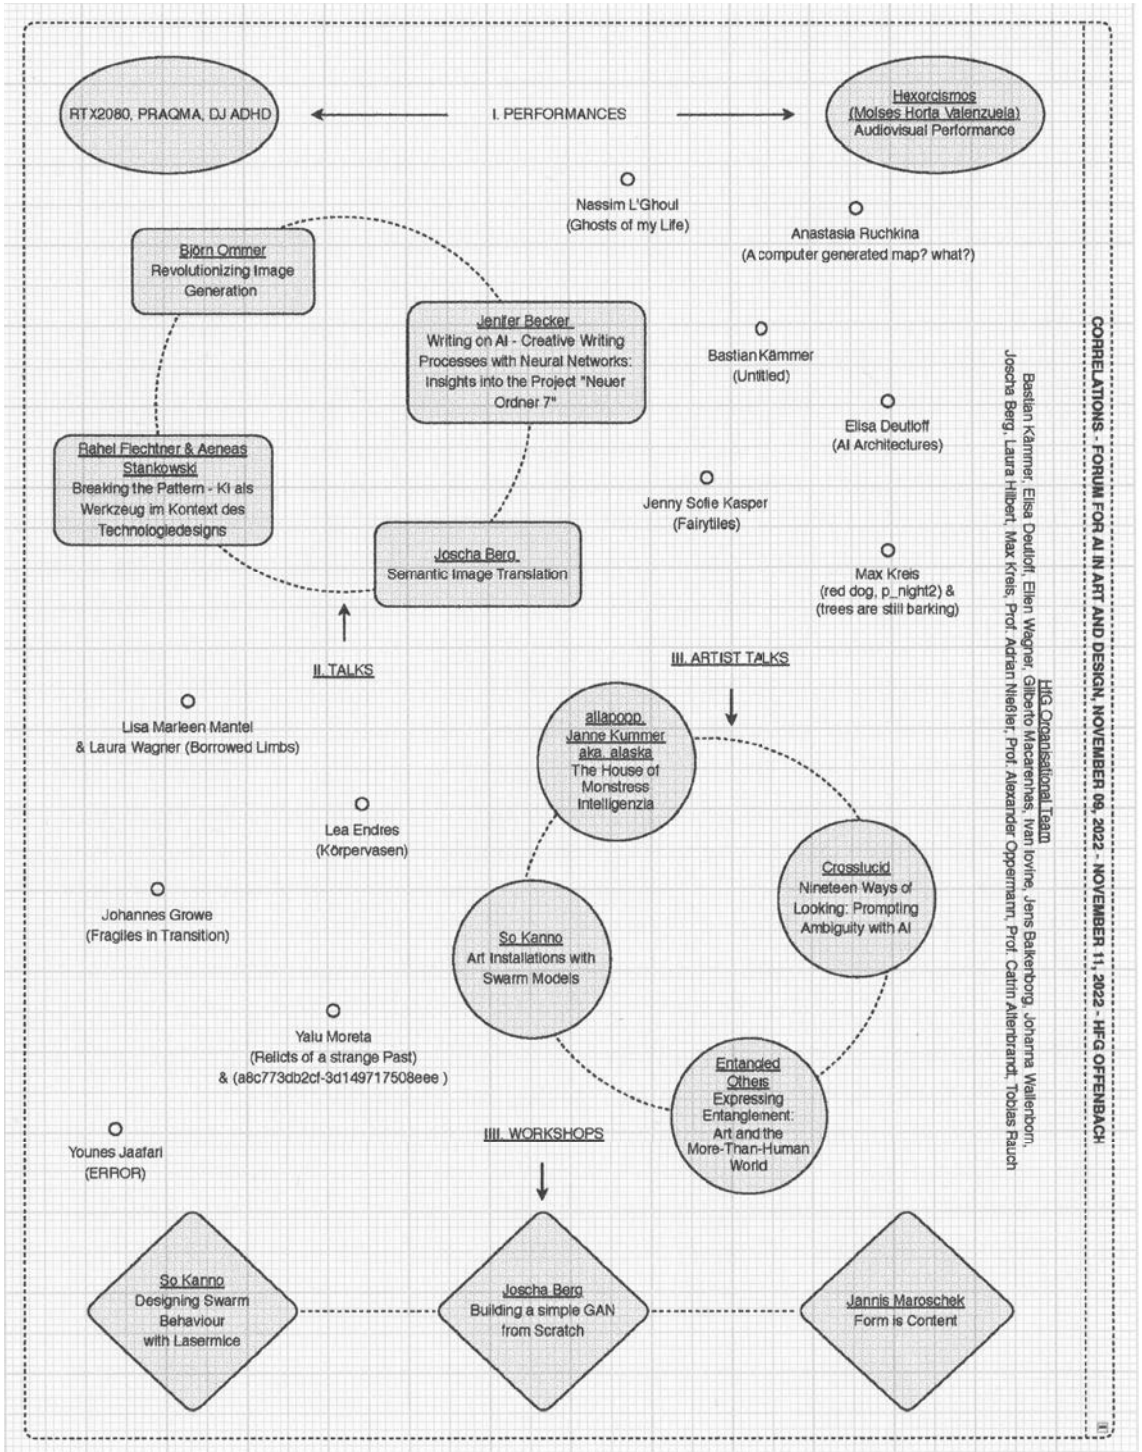 RTX2080, PRAQMA, DJ ADHD
I. PERFORMANCES
Hexorcismos
(Moises Horta Valenzuela)
Audiovisual Performance
Nassim L'Ghoul
(Ghosts of my Life)
Anastasia Ruchkina
(A computer generated map? what?)
Björn Ommer
Revolutionizing Image
Generation
Jenifer Becker
Writing on AI - Creative Writing
Processes with Neural Networks:
Insights into the Project "Neuer
Ordner 7"
Bastian Kämmer
(Untitled)
Elisa Deutloff
(AI Architectures)
Rahel Flechtner & Aeneas
Stankowski
Breaking the Pattern - KI als
Werkzeug im Kontext des
Technologiedesigns
Jenny Sofie Kasper
(Fairytiles)
Joscha Berg
Semantic Image Translation
Max Kreis
(red dog, p_night2) &
(trees are still barking)
II. TALKS
III. ARTIST TALKS
Lisa Marleen Mantel
& Laura Wagner (Borrowed Limbs)
allapopp,
Janne Kummer
aka. alaska
The House of
Monstress
Intelligenzia
Lea Endres
(Körpervasen)
Crosslucid
Nineteen Ways of
Looking: Prompting
Ambiguity with AI
Johannes Growe
(Fragiles in Transition)
So Kanno
Art Installations with
Swarm Models
Yalu Moreta
(Relicts of a strange Past)
& (a8c773db2cf-3d149717508eee )
Entangled
Others
Expressing
Entanglement:
Art and the
More-Than-Human
World
Younes Jaafari
(ERROR)
IIII. WORKSHOPS
So Kanno
Designing Swarm
Behaviour
with Lasermice
Joscha Berg
Building a simple GAN
from Scratch
Jannis Maroschek
Form is Content
CORRELATIONS - FORUM FOR AI IN ART AND DESIGN, NOVEMBER 09, 2022 - NOVEMBER 11, 2022 - HFG OFFENBACH
HfG Organisational Team
Bastian Kämmer, Elisa Deutloff, Ellen Wagner, Gilberto Macarenhas, Ivan Iovine, Jens Balkenborg, Johanna Wallenborn,
Joscha Berg, Laura Hilbert, Max Kreis, Prof. Adrian Nießler, Prof. Alexander Oppermann, Prof. Catrin Altenbrandt, Tobias Rauch